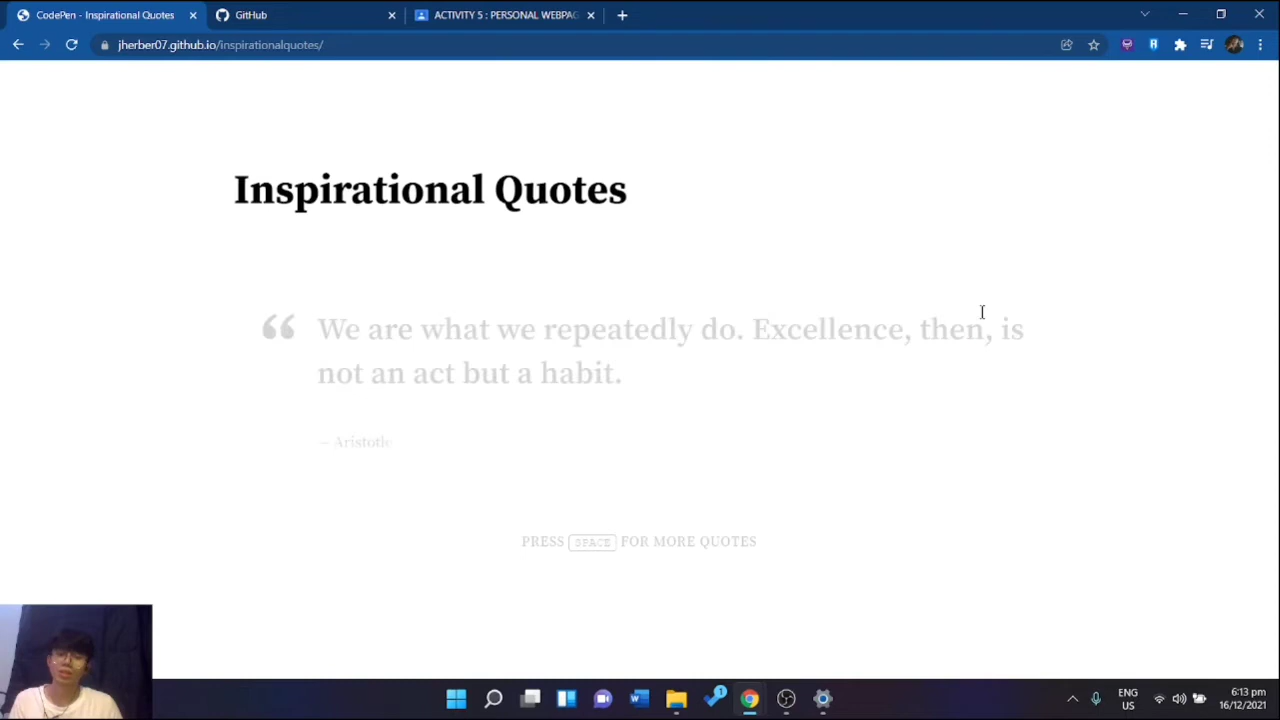 CodePen - Inspirational Quotes
GitHub
ACTIVITY 5 : PERSONAL WEBPAG
jherber07.github.io/inspirationalquotes/
Inspirational Quotes
“ We are what we repeatedly do. Excellence, then, is
not an act but a habit.
— Aristotle
PRESS SPACE FOR MORE QUOTES
1
ENG
US
6:13 pm
16/12/2021